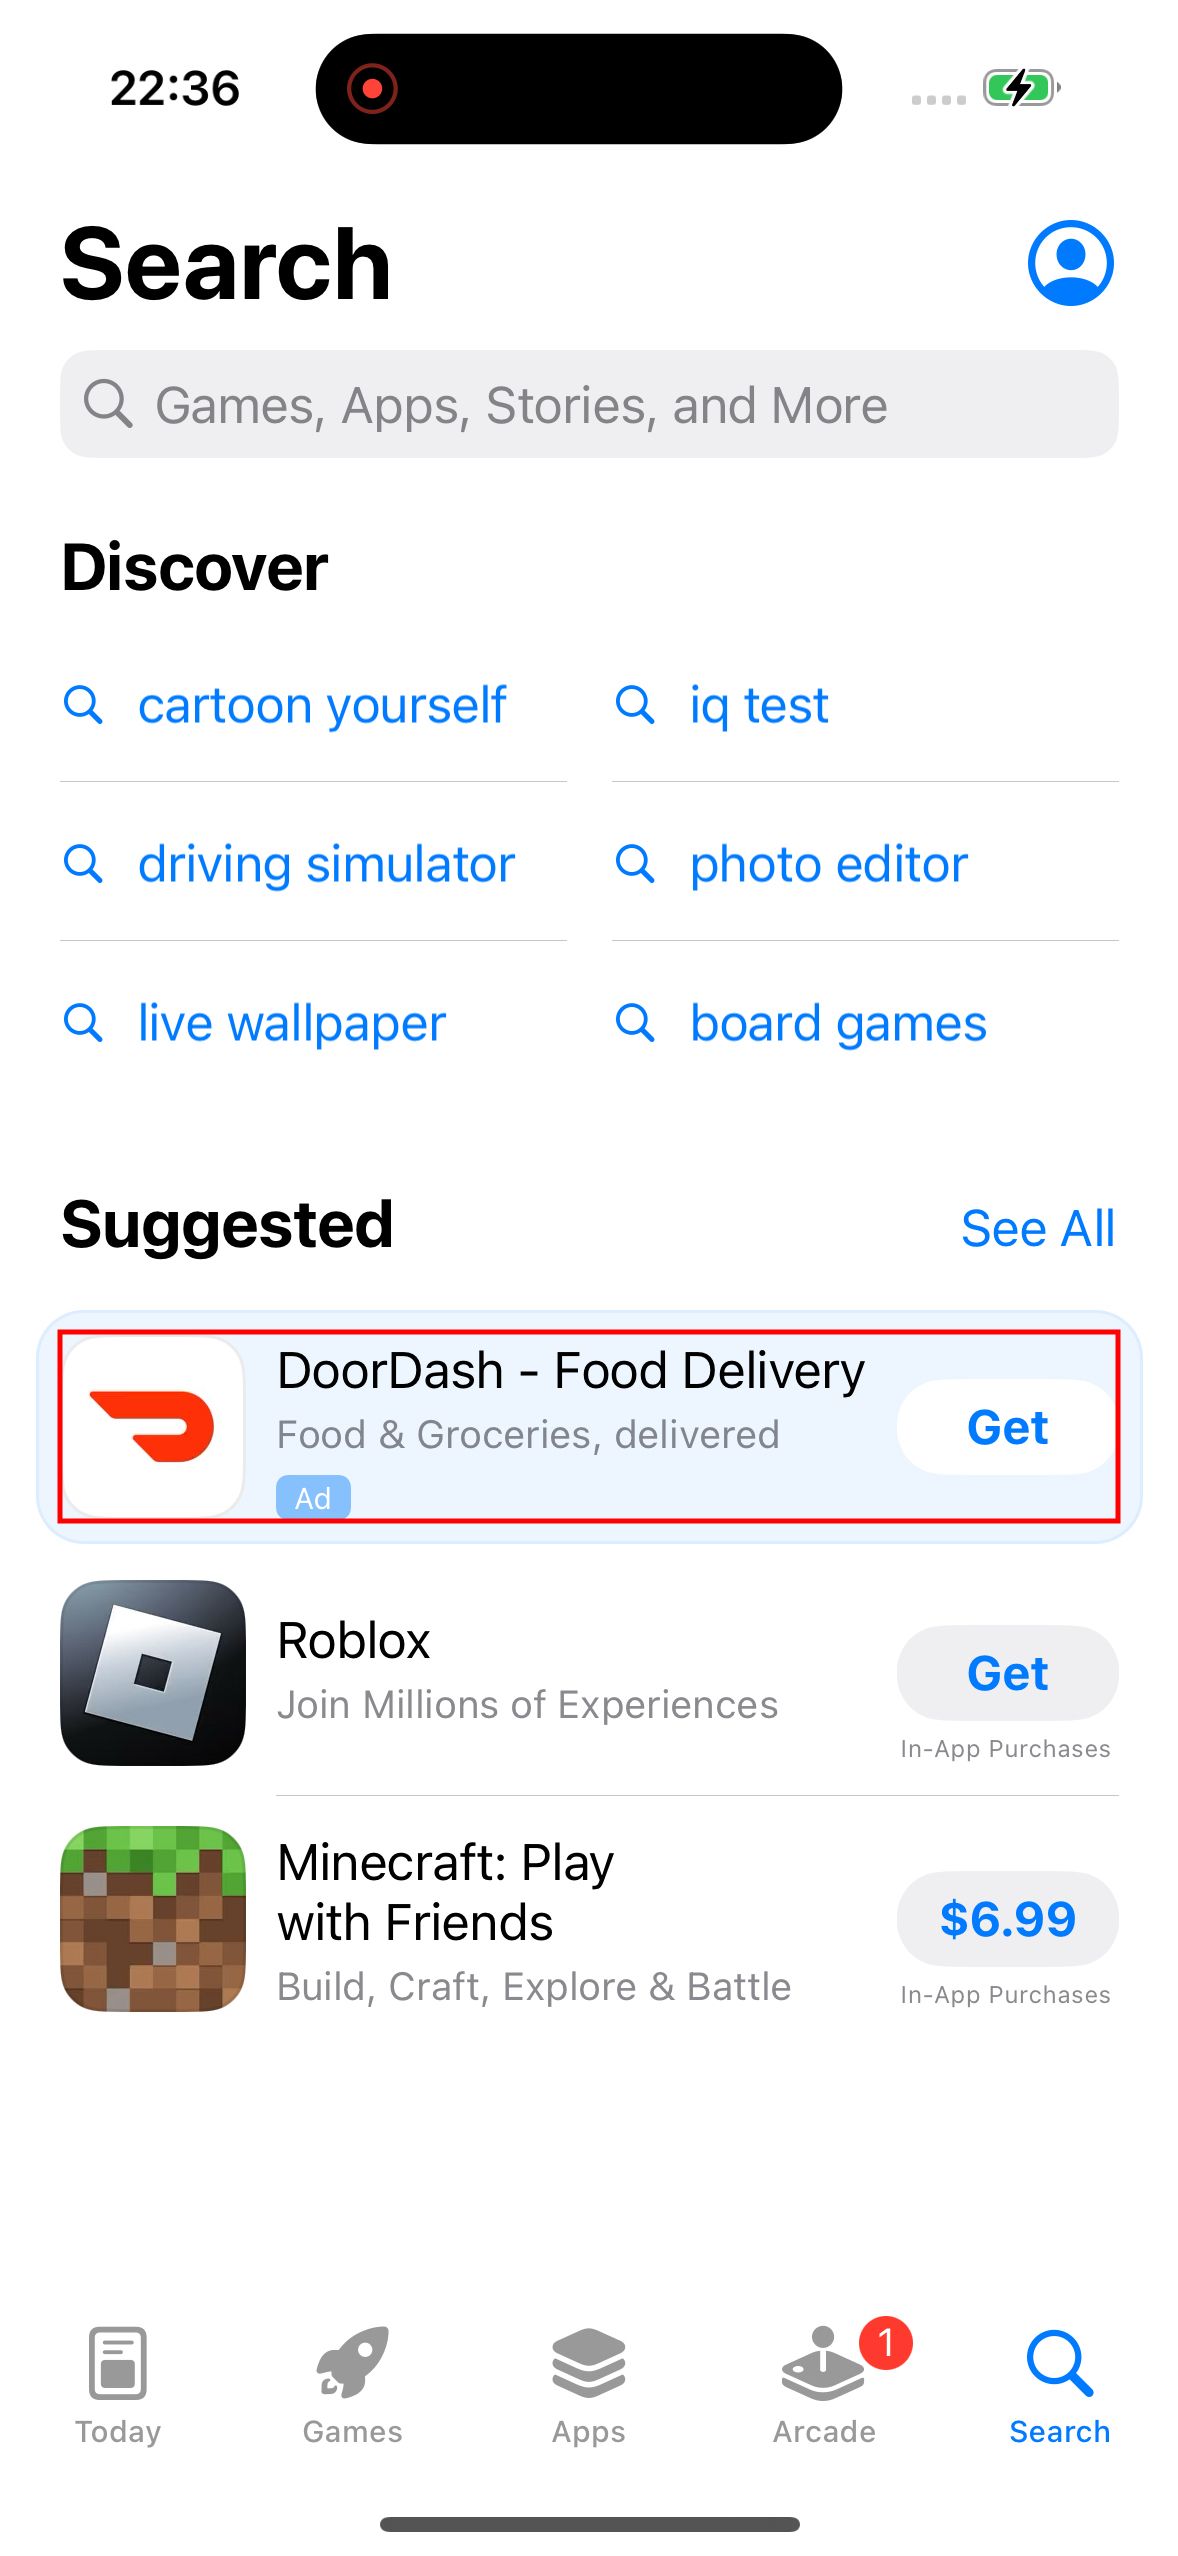 22:36
Search
Games, Apps, Stories, and More
Discover
cartoon yourself
iq test
driving simulator
photo editor
live wallpaper
board games
Suggested
See All
DoorDash - Food Delivery
Food & Groceries, delivered
Ad
Get
Roblox
Join Millions of Experiences
Get
In-App Purchases
Minecraft: Play
with Friends
Build, Craft, Explore & Battle
$6.99
In-App Purchases
1
Today
Games
Apps
Arcade
Search